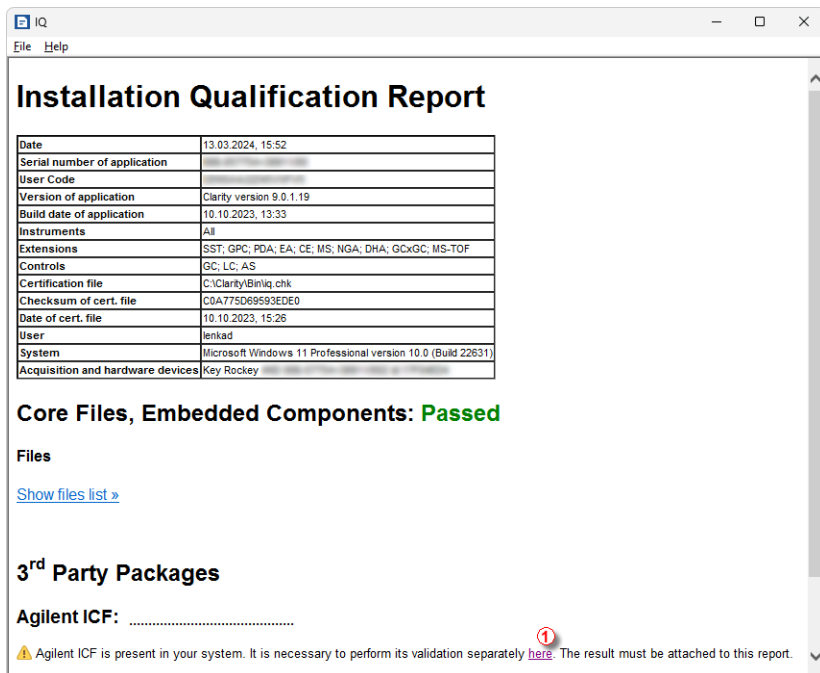 IQ
File Help
Installation Qualification Report
Date 13.03.2024, 15:52
Serial number of application
User Code
Version of application Clarity version 9.0.1.19
Build date of application 10.10.2023, 13:33
Instruments All
Extensions SST; GPC; PDA; EA; CE; MS; NGA; DHA; GCxGC; MS-TOF
Controls GC; LC; AS
Certification file C:\Clarity\Bin\iq.chk
Checksum of cert. file C0A775D69593EDE0
Date of cert. file 10.10.2023, 15:26
User lenkad
System Microsoft Windows 11 Professional version 10.0 (Build 22631)
Acquisition and hardware devices Key Rockey
Core Files, Embedded Components: Passed
Files
Show files list »
3rd Party Packages
Agilent ICF: ..........................................
1
Agilent ICF is present in your system. It is necessary to perform its validation separately here. The result must be attached to this report.